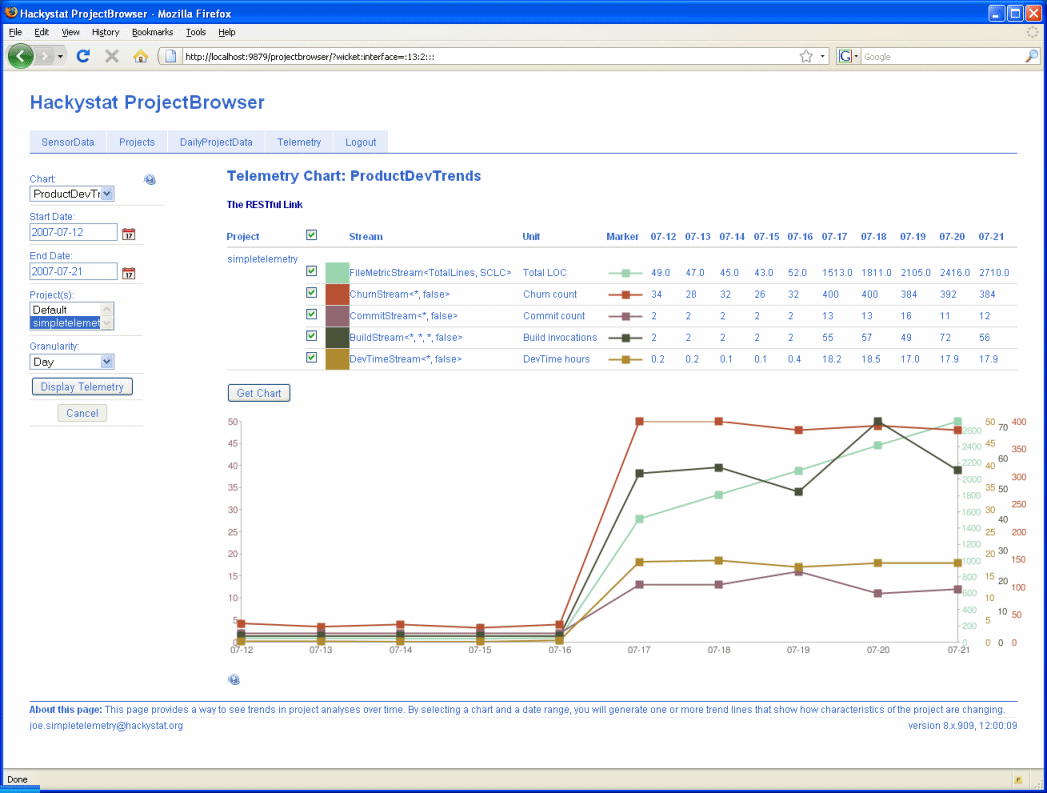 Hackystat ProjectBrowser - Mozilla Firefox
File Edit View History Bookmarks Tools Help
http://localhost:9879/projectbrowser/?wicket:interface=:13:2::: G Google
Hackystat ProjectBrowser
SensorData Projects DailyProjectData Telemetry Logout
Chart:
ProductDevTr
Start Date:
2007-07-12
17
End Date:
2007-07-21
17
Project(s):
Default
simpletelemet
Granularity:
Day
Display Telemetry
Cancel
Telemetry Chart: ProductDevTrends
The RESTful Link
Project Stream Unit Marker 07-12 07-13 07-14 07-15 07-16 07-17 07-18 07-19 07-20 07-21
simpletelemetry
FileMetricStream<TotalLines, SCLC> Total LOC 49.0 47.0 45.0 43.0 52.0 1513.0 1811.0 2105.0 2416.0 2710.0
ChurnStream<*, false> Churn count 34 28 32 26 32 400 400 384 392 384
CommitStream<*, false> Commit count 2 2 2 2 2 13 13 16 11 12
BuildStream<*, *, *, false> Build invocations 2 2 2 2 2 55 57 49 72 56
DevTimeStream<*, false> DevTime hours 0.2 0.2 0.1 0.1 0.4 18.2 18.5 17.0 17.9 17.9
Get Chart
50
45
40
35
30
25
20
15
10
5
0
07-12 07-13 07-14 07-15 07-16 07-17 07-18 07-19 07-20 07-21
2600
2400
2200
2000
1800
1600
1400
1200
1000
800
600
400
200
0
50
45
40
35
30
25
20
15
10
5
0
70
60
50
40
30
20
10
0
400
350
300
250
200
150
100
50
0
About this page: This page provides a way to see trends in project analyses over time. By selecting a chart and a date range, you will generate one or more trend lines that show how characteristics of the project are changing.
joe.simpletelemetry@hackystat.org version 8.x.909, 12:00:09
Done